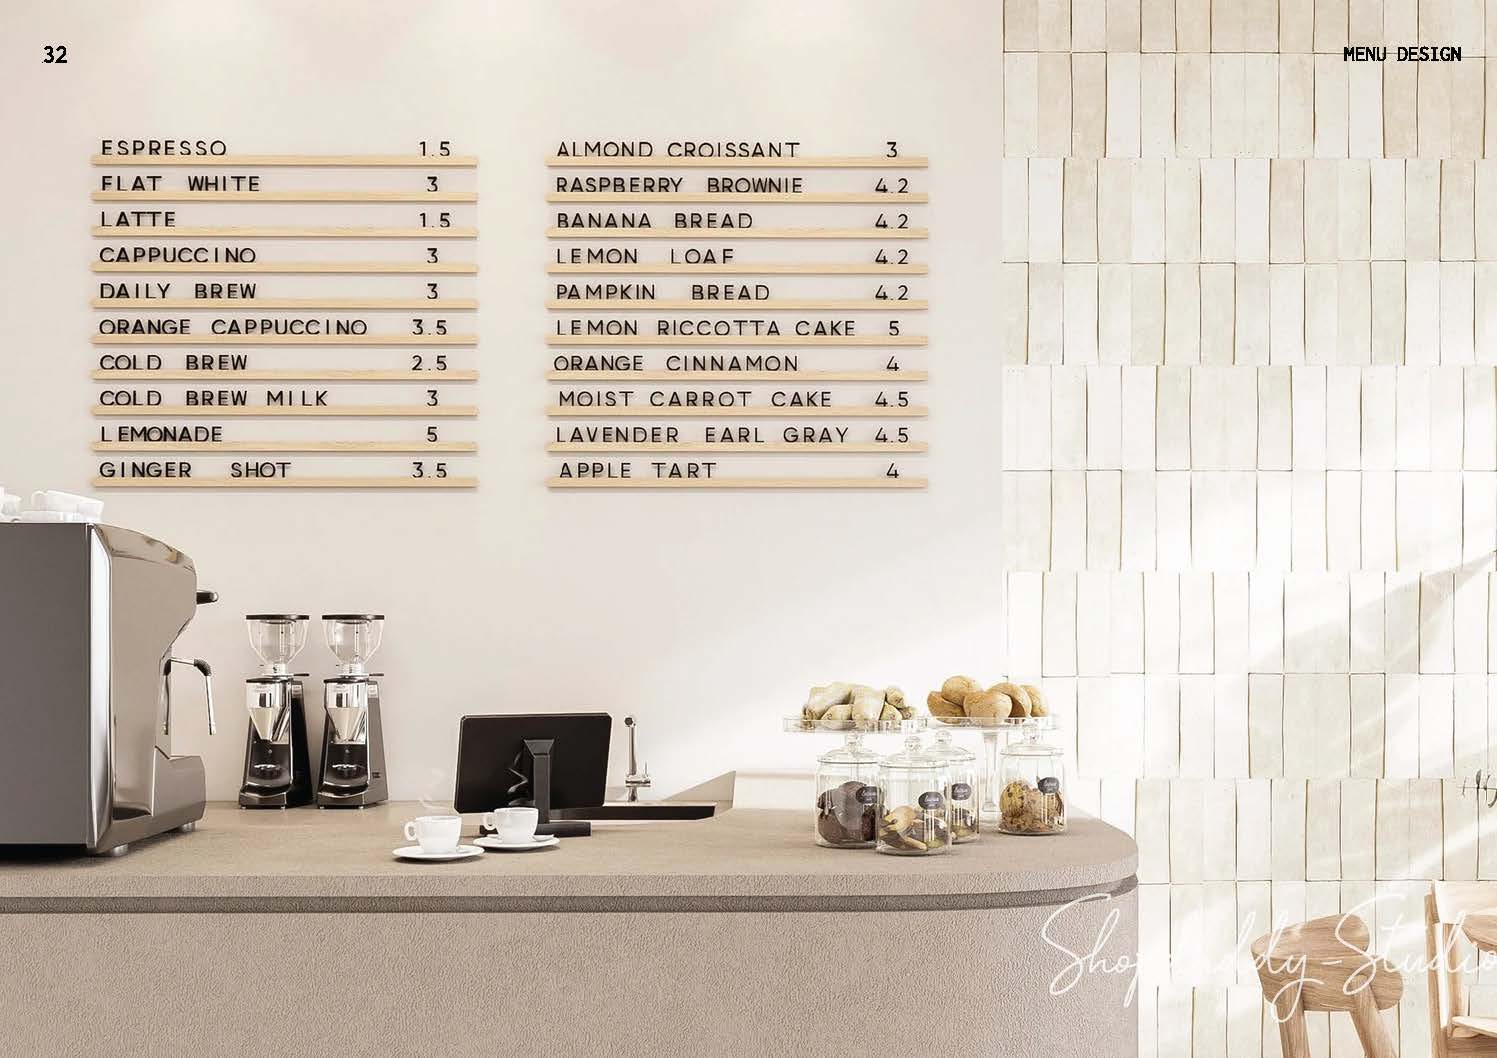 32
MENU DESIGN
ESPRESSO 1.5
FLAT WHITE 3
LATTE 1.5
CAPPUCCINO 3
DAILY BREW 3
ORANGE CAPPUCCINO 3.5
COLD BREW 2.5
COLD BREW MILK 3
LEMONADE 5
GINGER SHOT 3.5
ALMOND CROISSANT 3
RASPBERRY BROWNIE 4.2
BANANA BREAD 4.2
LEMON LOAF 4.2
PAMPKIN BREAD 4.2
LEMON RICCOTTA CAKE 5
ORANGE CINNAMON 4
MOIST CARROT CAKE 4.5
LAVENDER EARL GRAY 4.5
APPLE TART 4
Shopdaddy-Studio